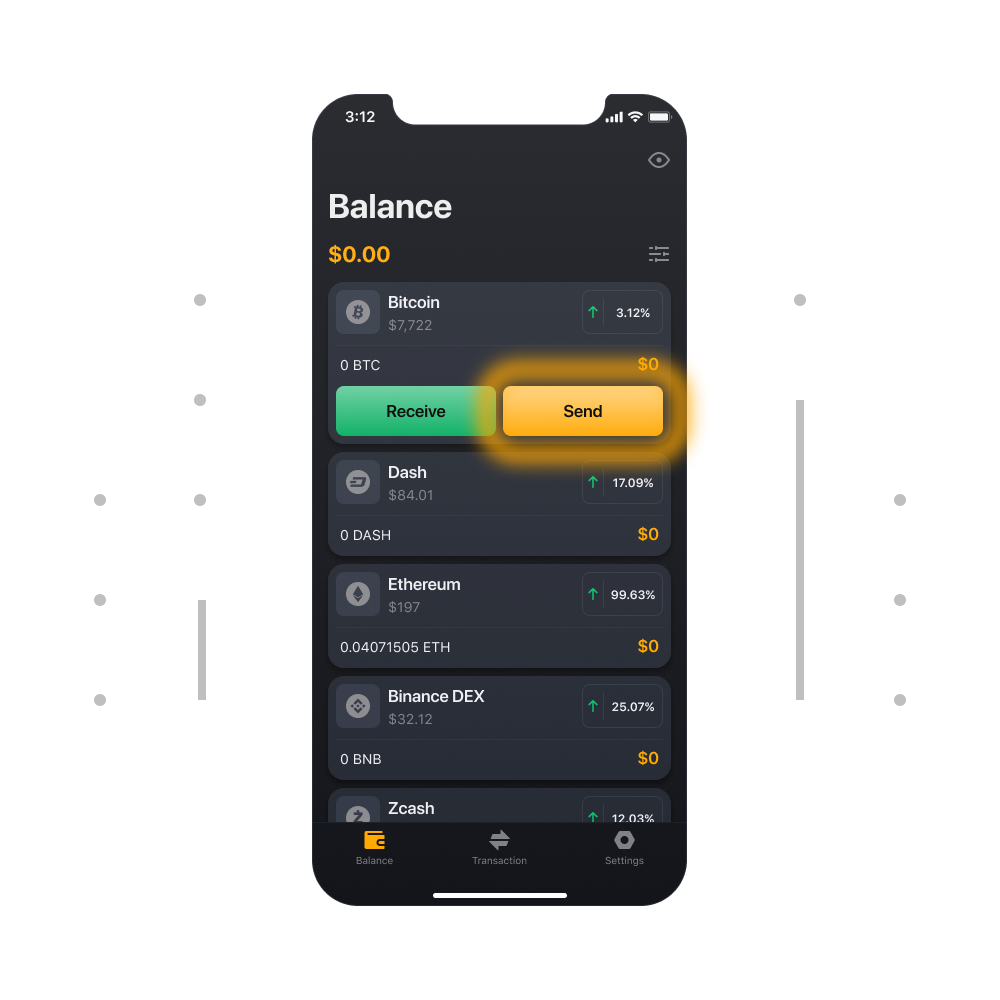 3:12
Balance
$0.00
Bitcoin
$7,722
3.12%
0 BTC
$0
Receive
Send
Dash
$84.01
17.09%
0 DASH
$0
Ethereum
$197
99.63%
0.04071505 ETH
$0
Binance DEX
$32.12
25.07%
0 BNB
$0
Zcash
12.03%
Balance
Transaction
Settings